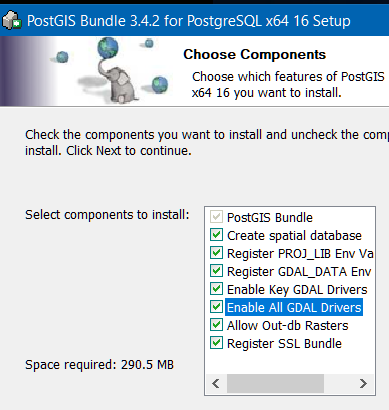 PostGIS Bundle 3.4.2 for PostgreSQL x64 16 Setup
Choose Components
Choose which features of PostGIS
x64 16 you want to install.
Check the components you want to install and uncheck the comp
install. Click Next to continue.
Select components to install:
PostGIS Bundle
Create spatial database
Register PROJ_LIB Env Va
Register GDAL_DATA Env
Enable Key GDAL Drivers
Enable All GDAL Drivers
Allow Out-db Rasters
Register SSL Bundle
Space required: 290.5 MB